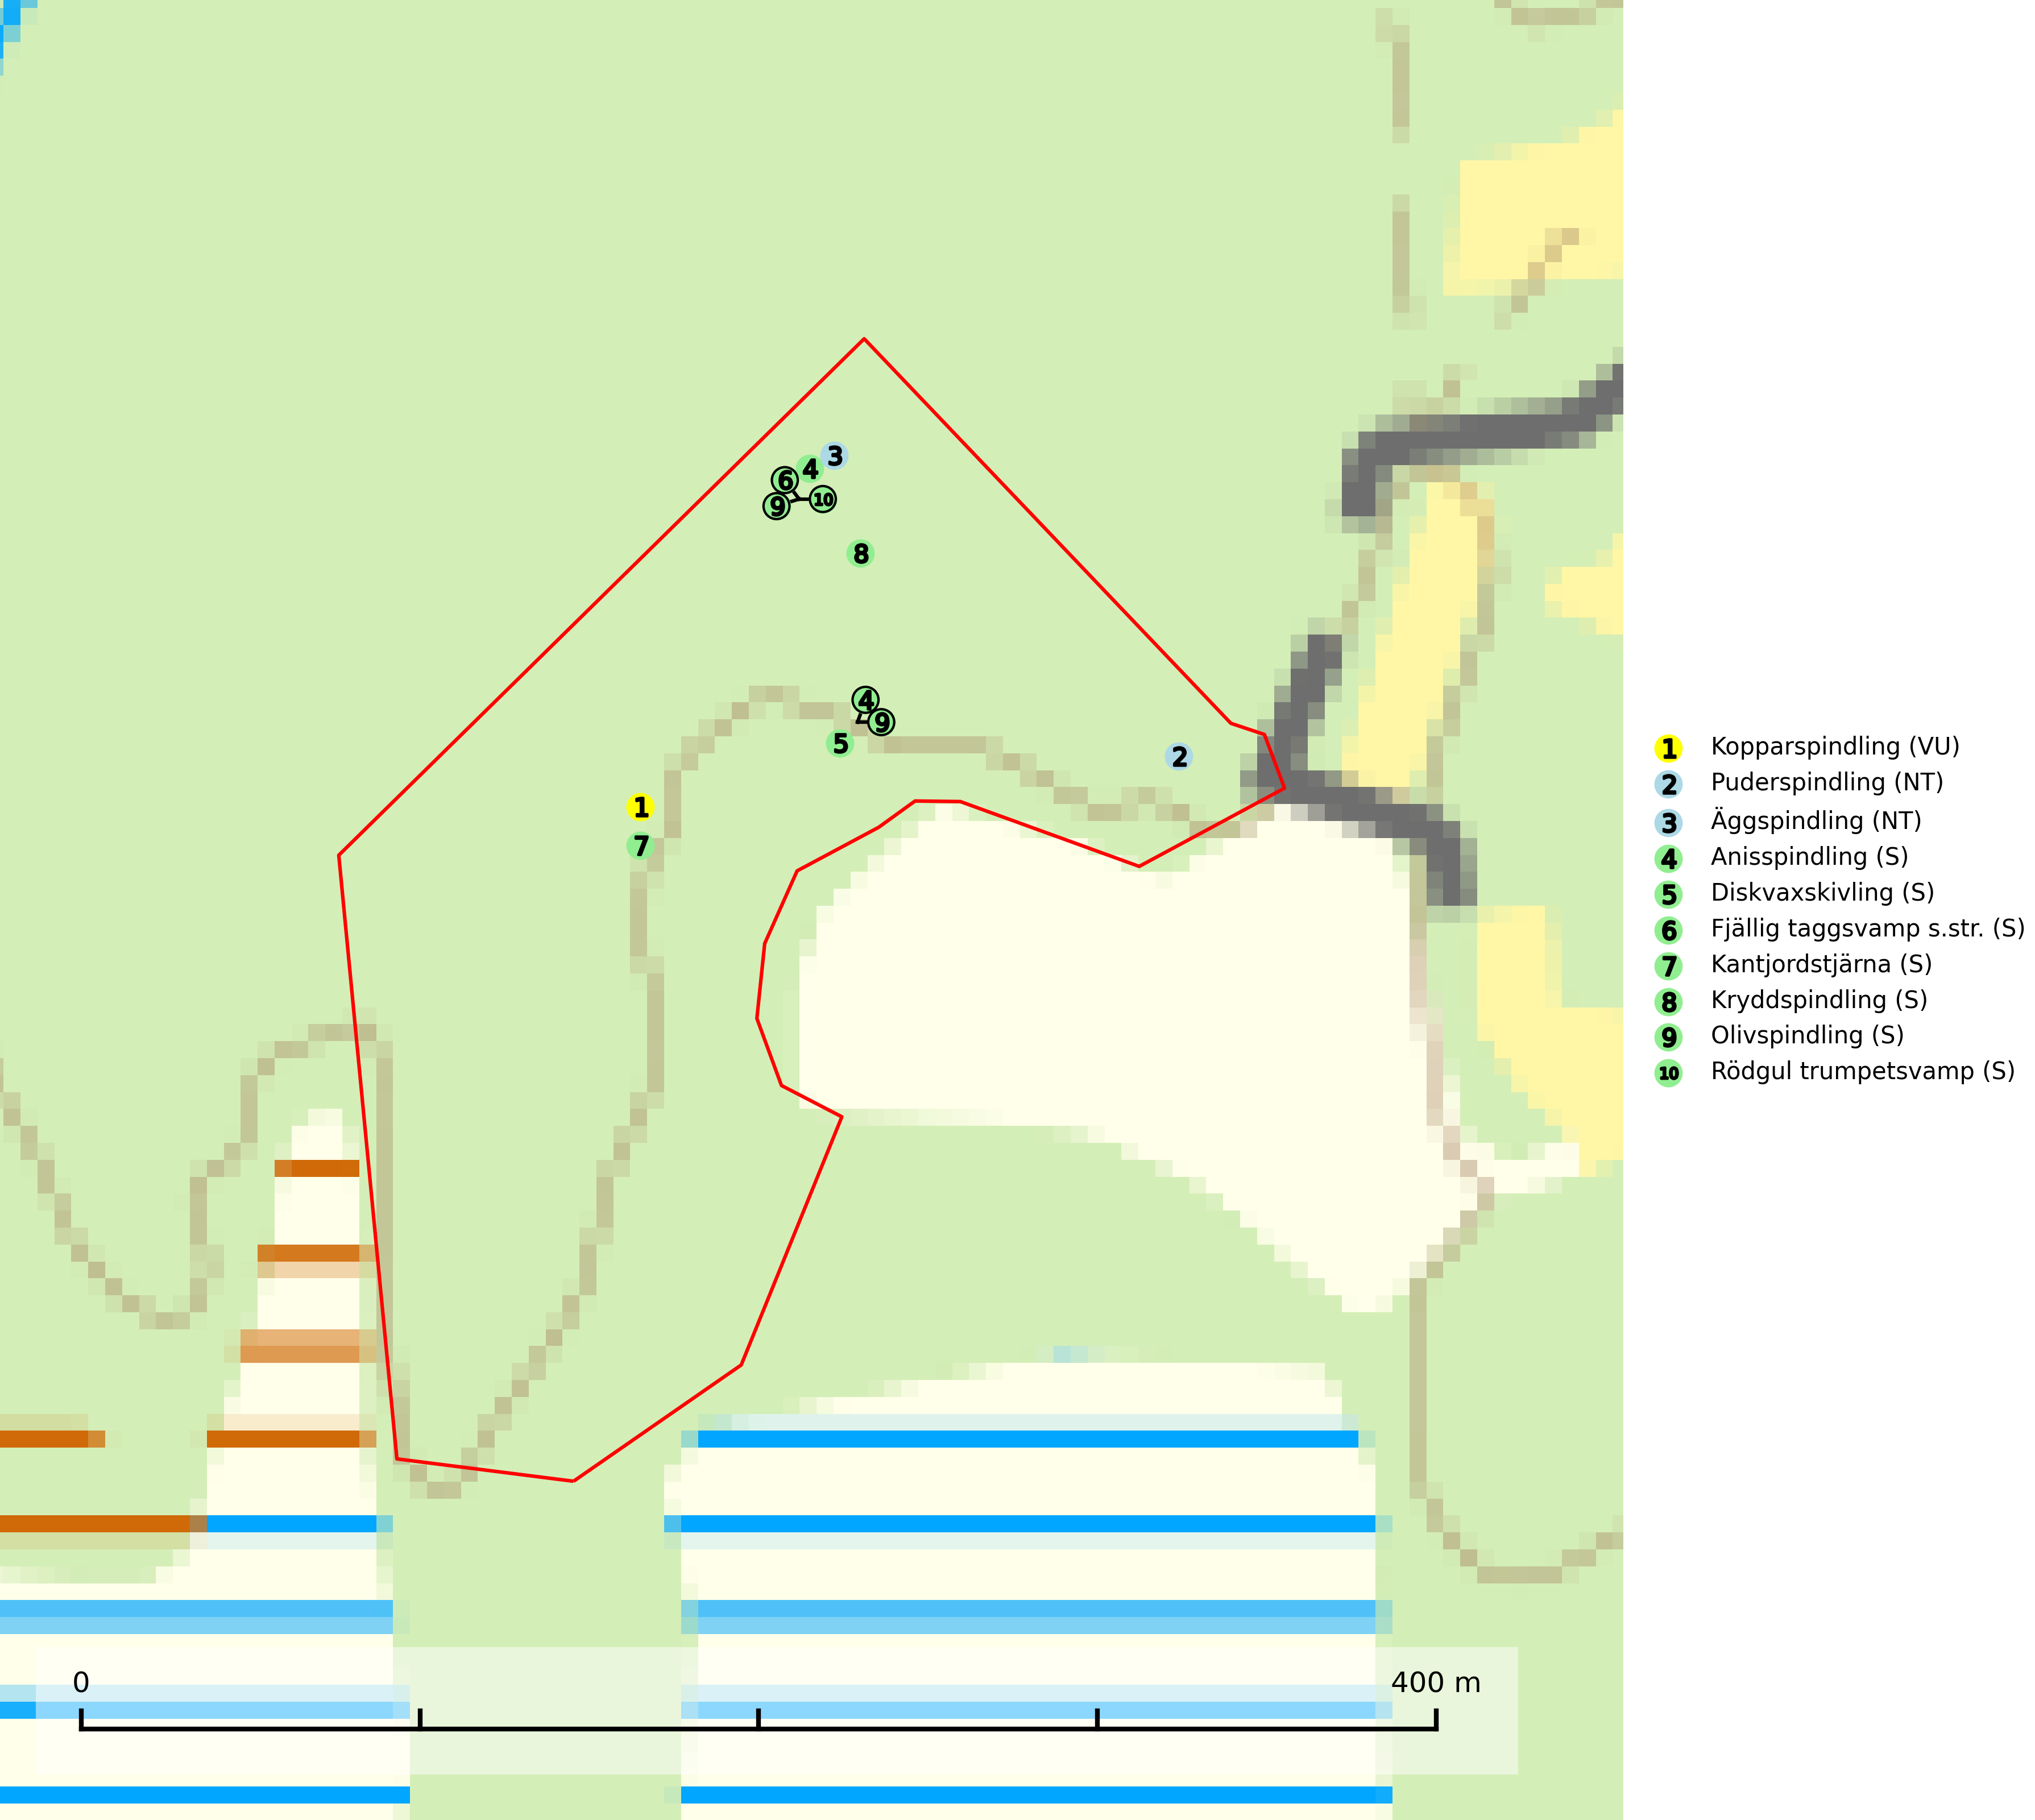 3
4
6
10
9
8
4
9
5
2
1
7
1 Kopparspindling (VU)
2 Puderspindling (NT)
3 Äggspindling (NT)
4 Anisspindling (S)
5 Diskvaxskivling (S)
6 Fjällig taggsvamp s.str. (S)
7 Kantjordstjärna (S)
8 Kryddspindling (S)
9 Olivspindling (S)
10 Rödgul trumpetsvamp (S)
0 400 m